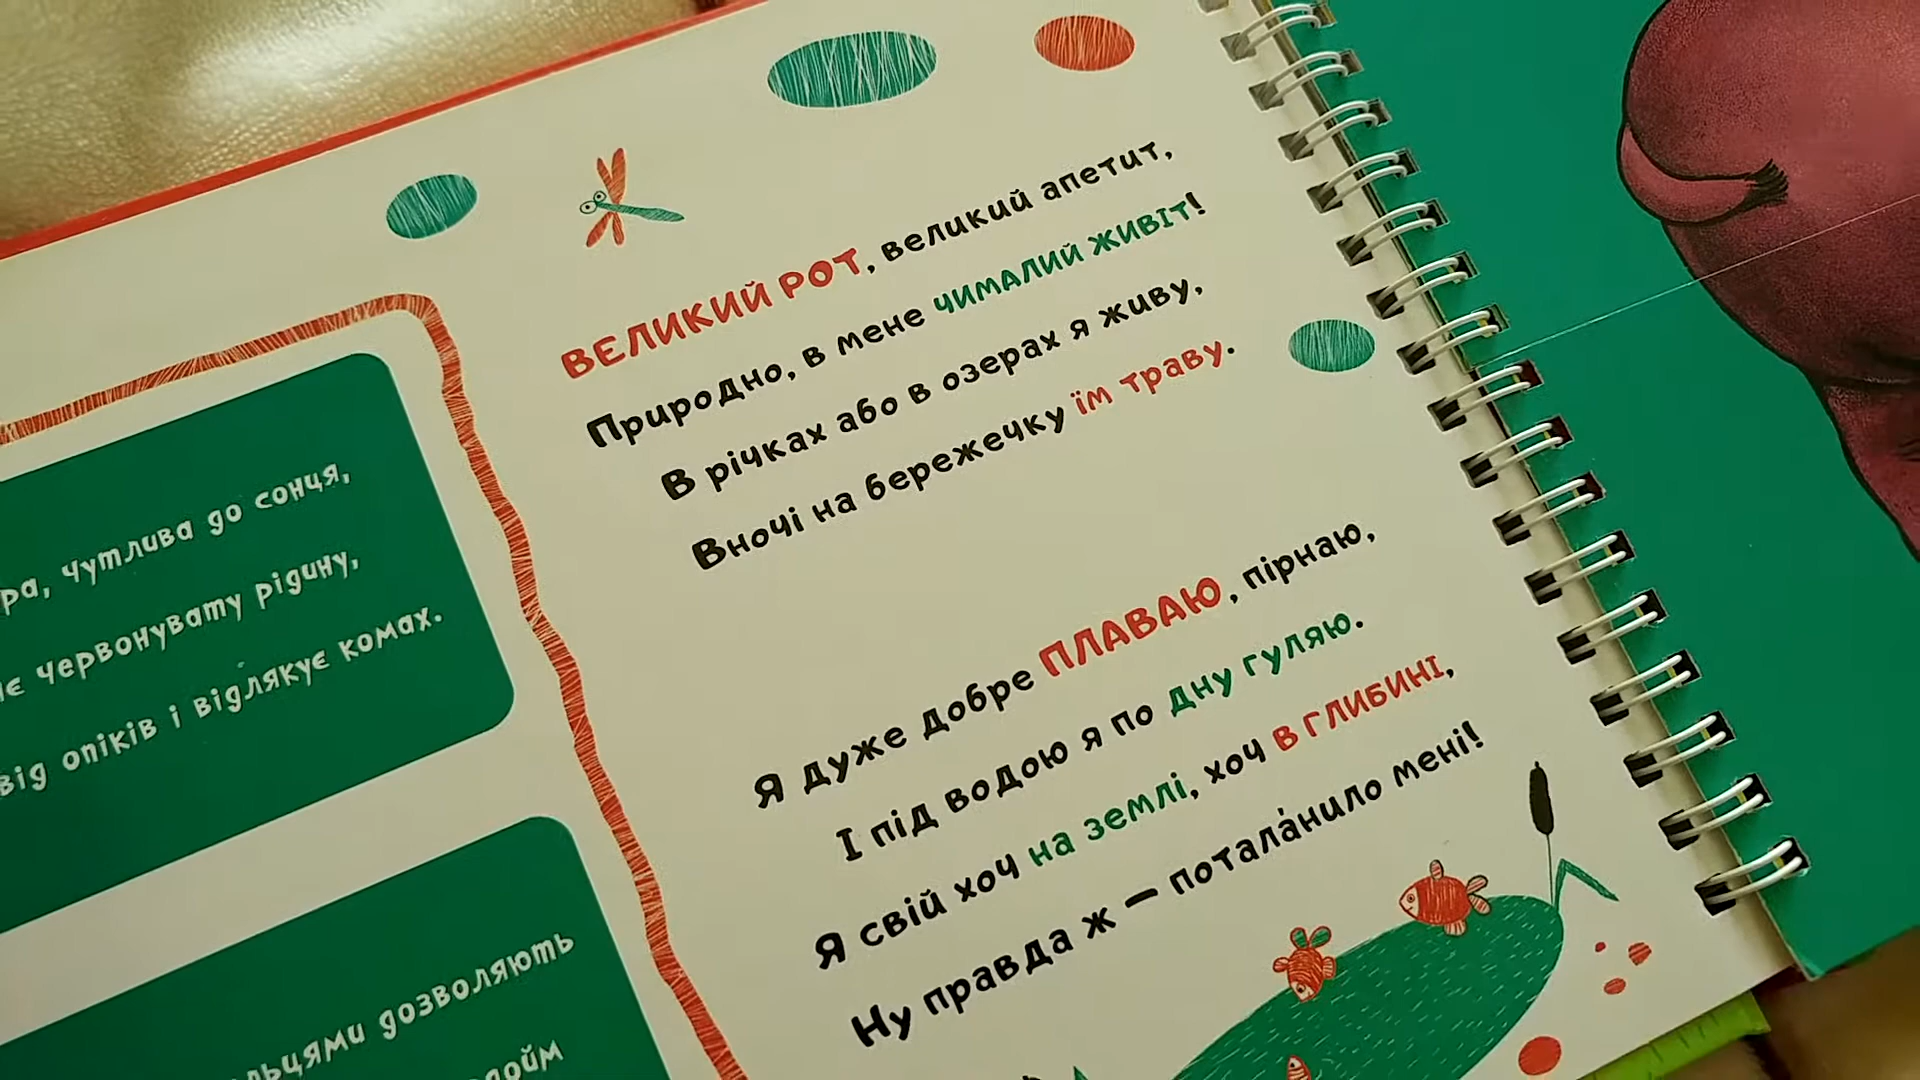 ВЕЛИКИЙ РОТ, великий апетит,
Природно, в мене чималий живіт!
В річках або в озерах я живу,
Вночі на бережечку їм траву.
Я дуже добре ПЛАВАЮ, пірнаю,
І під водою я по дну гуляю.
Я свій хоч на землі, хоч в глибині,
Ну правда ж — потала́нило мені!
чутлива до сонця,
червонувату рідину,
від опіків і відлякує комах.
дозволяють